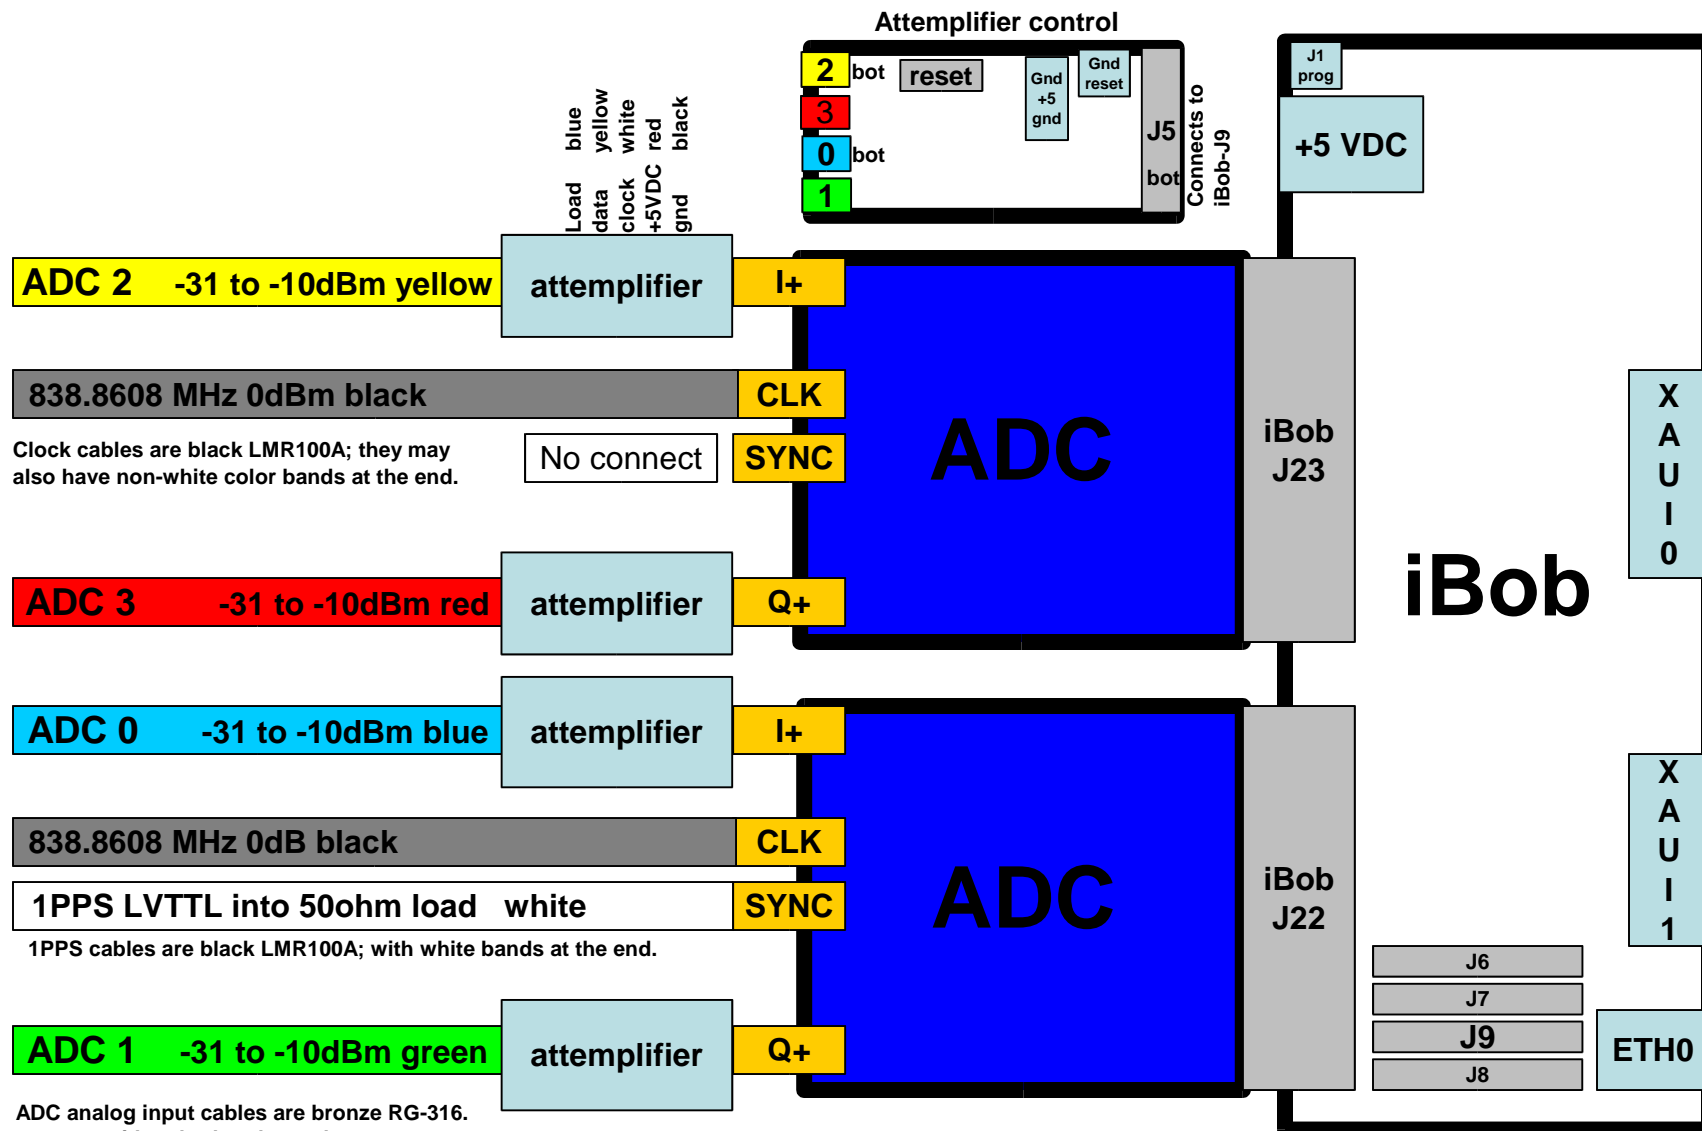 Attemplifier control
2 bot
3
0 bot
1
reset
Gnd
+5
gnd
Gnd
reset
J5
bot
Connects to
iBob-J9
J1
prog
+5 VDC
Load blue
data yellow
clock white
+5VDC red
gnd black
ADC 2 -31 to -10dBm yellow
attemplifier
I+
838.8608 MHz 0dBm black
CLK
Clock cables are black LMR100A; they may
also have non-white color bands at the end.
No connect
SYNC
ADC
iBob
J23
ADC 3 -31 to -10dBm red
attemplifier
Q+
iBob
XAUI0
ADC 0 -31 to -10dBm blue
attemplifier
I+
838.8608 MHz 0dB black
CLK
1PPS LVTTL into 50ohm load white
SYNC
1PPS cables are black LMR100A; with white bands at the end.
ADC
iBob
J22
XAUI1
ADC 1 -31 to -10dBm green
attemplifier
Q+
J6
J7
J9
J8
ETH0
ADC analog input cables are bronze RG-316.